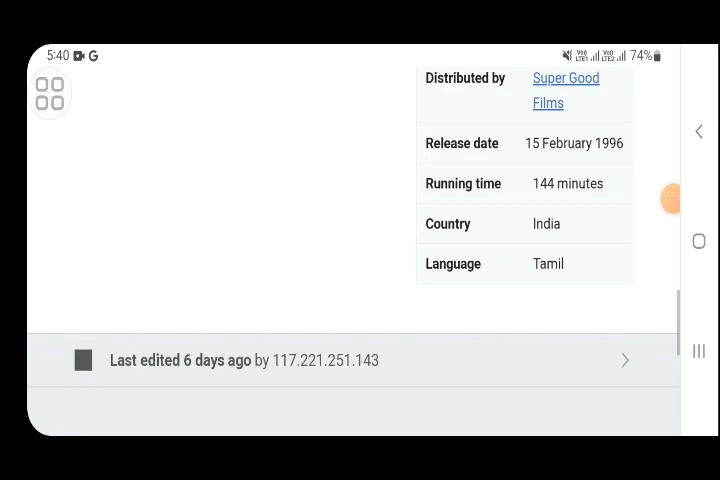 5:40 G 74%
Distributed by Super Good
Films
Release date 15 February 1996
Running time 144 minutes
Country India
Language Tamil
Last edited 6 days ago by 117.221.251.143